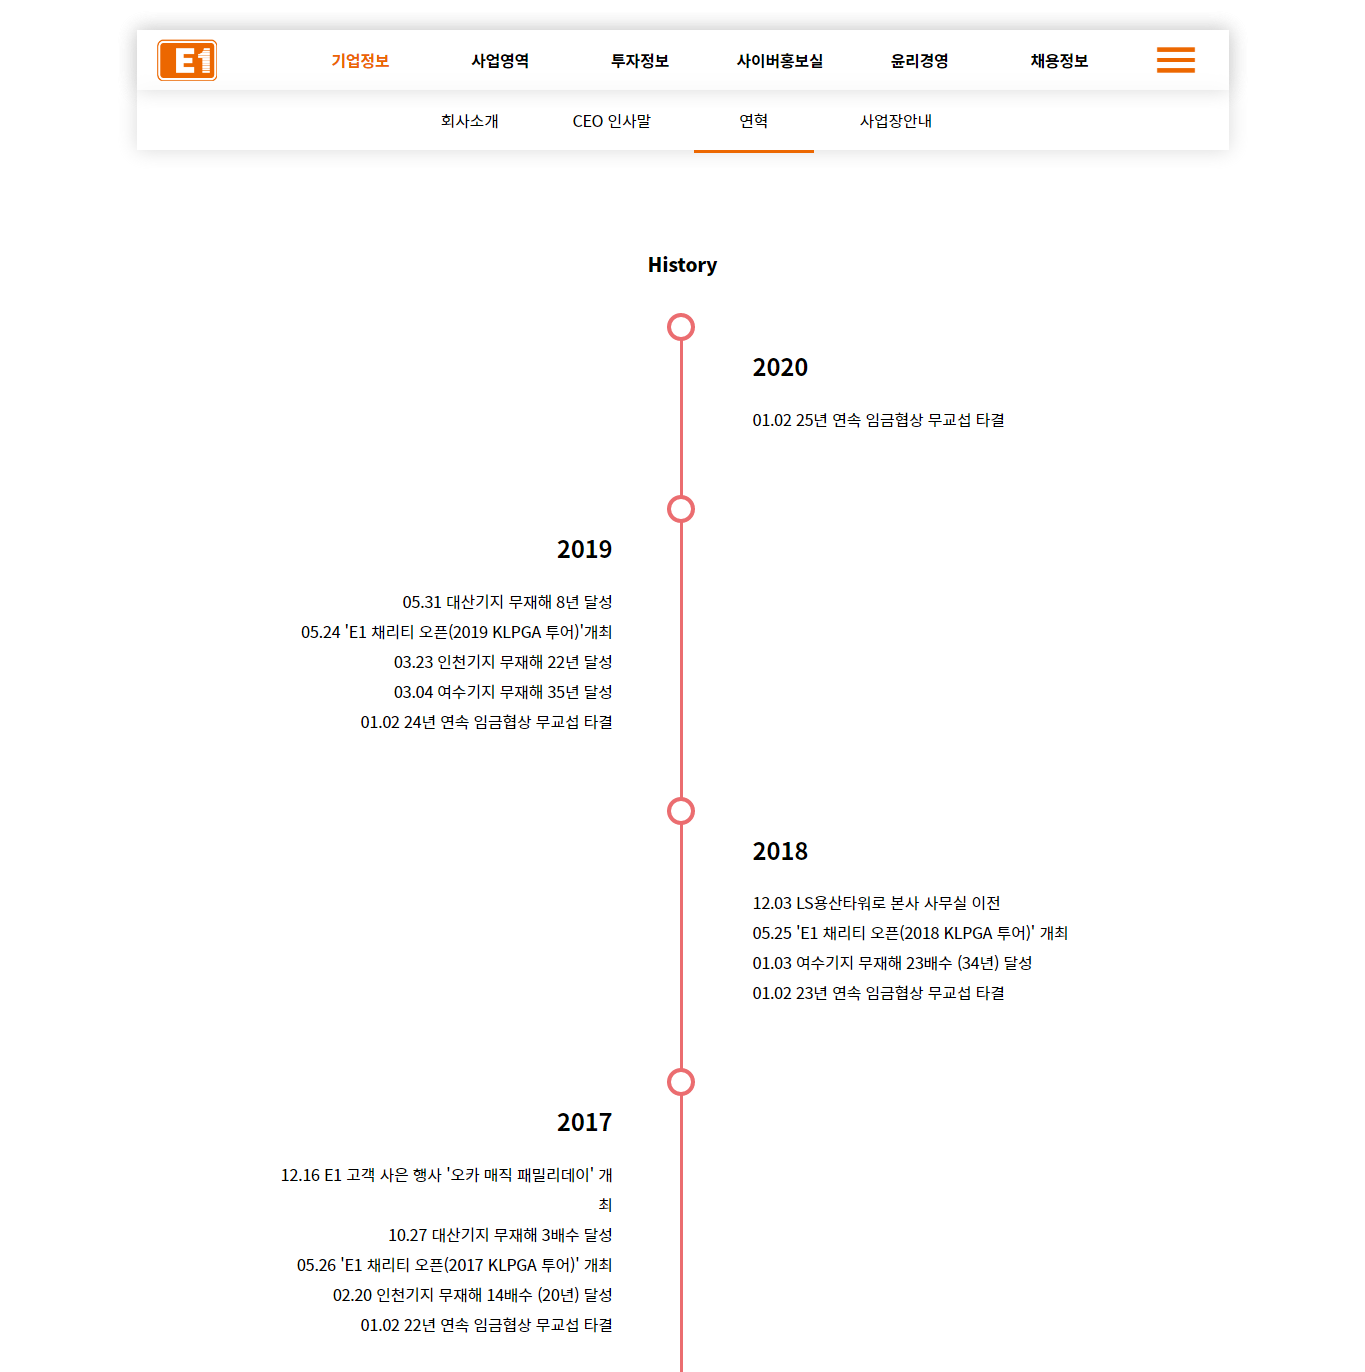 E1
기업정보 사업영역 투자정보 사이버홍보실 윤리경영 채용정보
회사소개 CEO 인사말 연혁 사업장안내
History
2020
01.02 25년 연속 임금협상 무교섭 타결
2019
05.31 대산기지 무재해 8년 달성
05.24 'E1 채리티 오픈(2019 KLPGA 투어)'개최
03.23 인천기지 무재해 22년 달성
03.04 여수기지 무재해 35년 달성
01.02 24년 연속 임금협상 무교섭 타결
2018
12.03 LS용산타워로 본사 사무실 이전
05.25 'E1 채리티 오픈(2018 KLPGA 투어)' 개최
01.03 여수기지 무재해 23배수 (34년) 달성
01.02 23년 연속 임금협상 무교섭 타결
2017
12.16 E1 고객 사은 행사 '오카 매직 패밀리데이' 개
최
10.27 대산기지 무재해 3배수 달성
05.26 'E1 채리티 오픈(2017 KLPGA 투어)' 개최
02.20 인천기지 무재해 14배수 (20년) 달성
01.02 22년 연속 임금협상 무교섭 타결